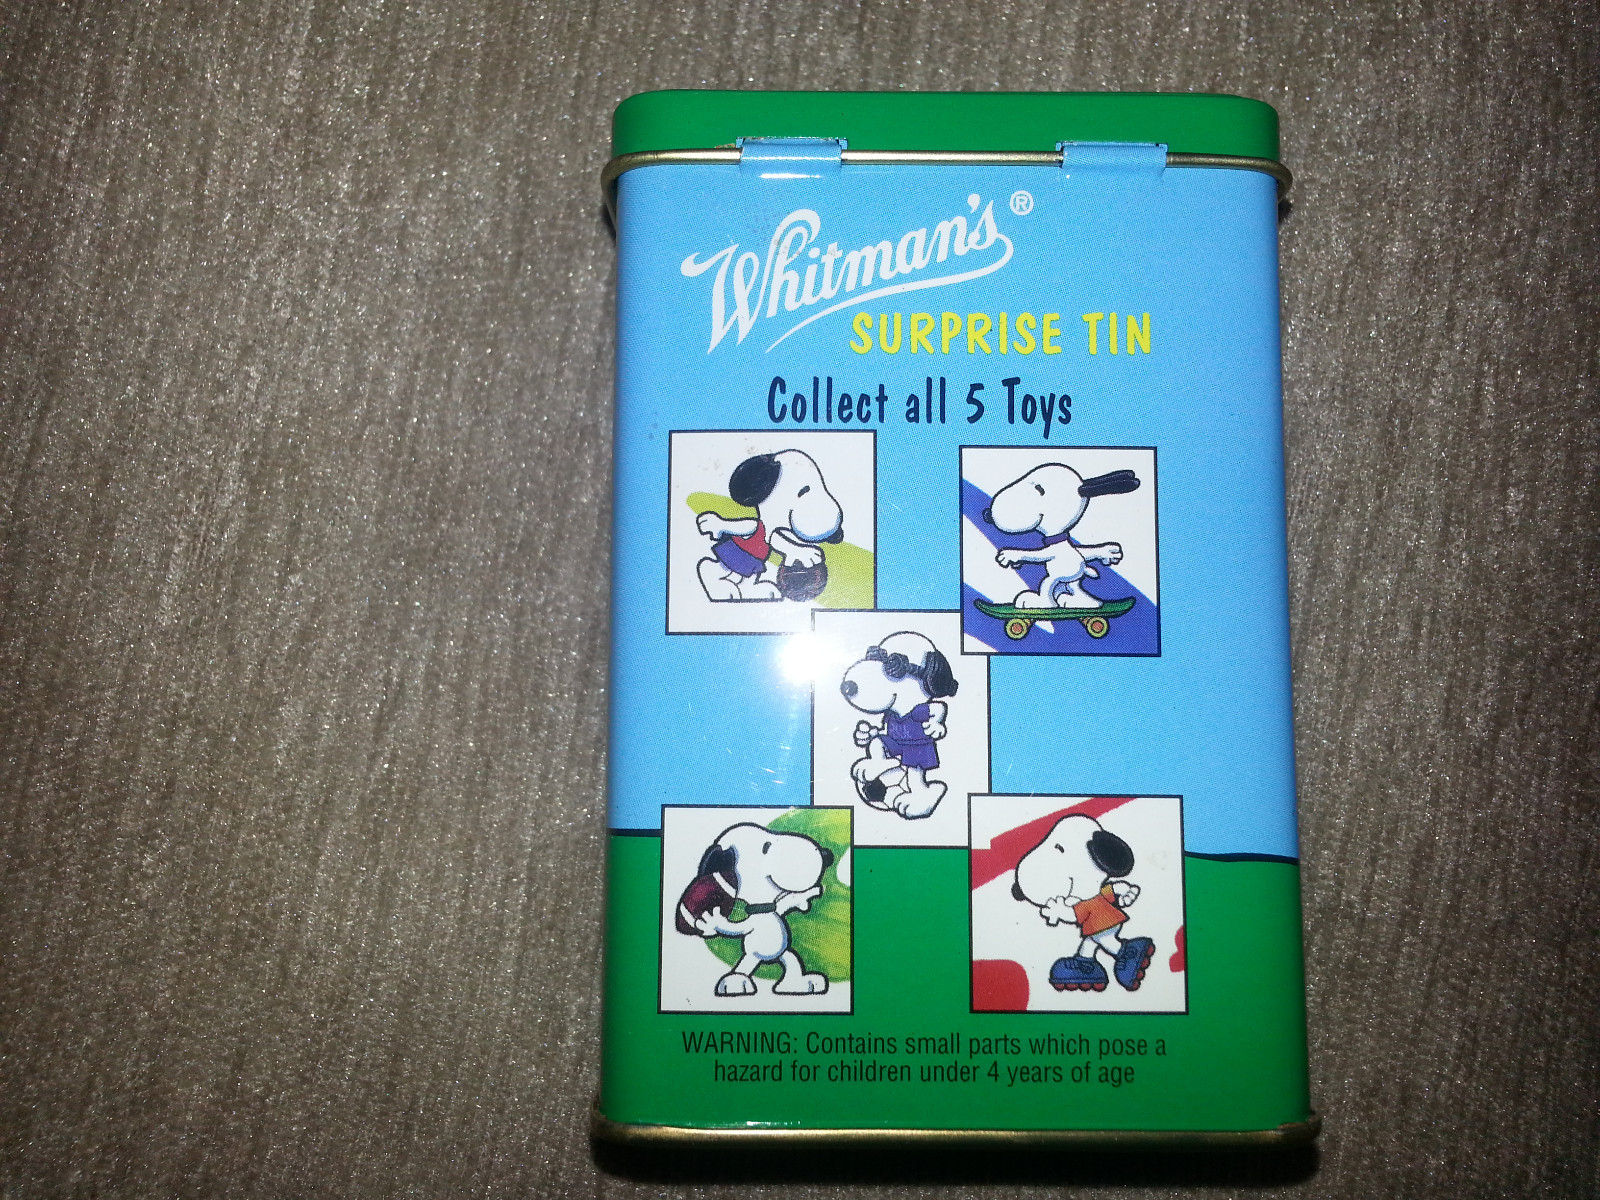 Whitman's®
SURPRISE TIN
Collect all 5 Toys
WARNING: Contains small parts which pose a
hazard for children under 4 years of age